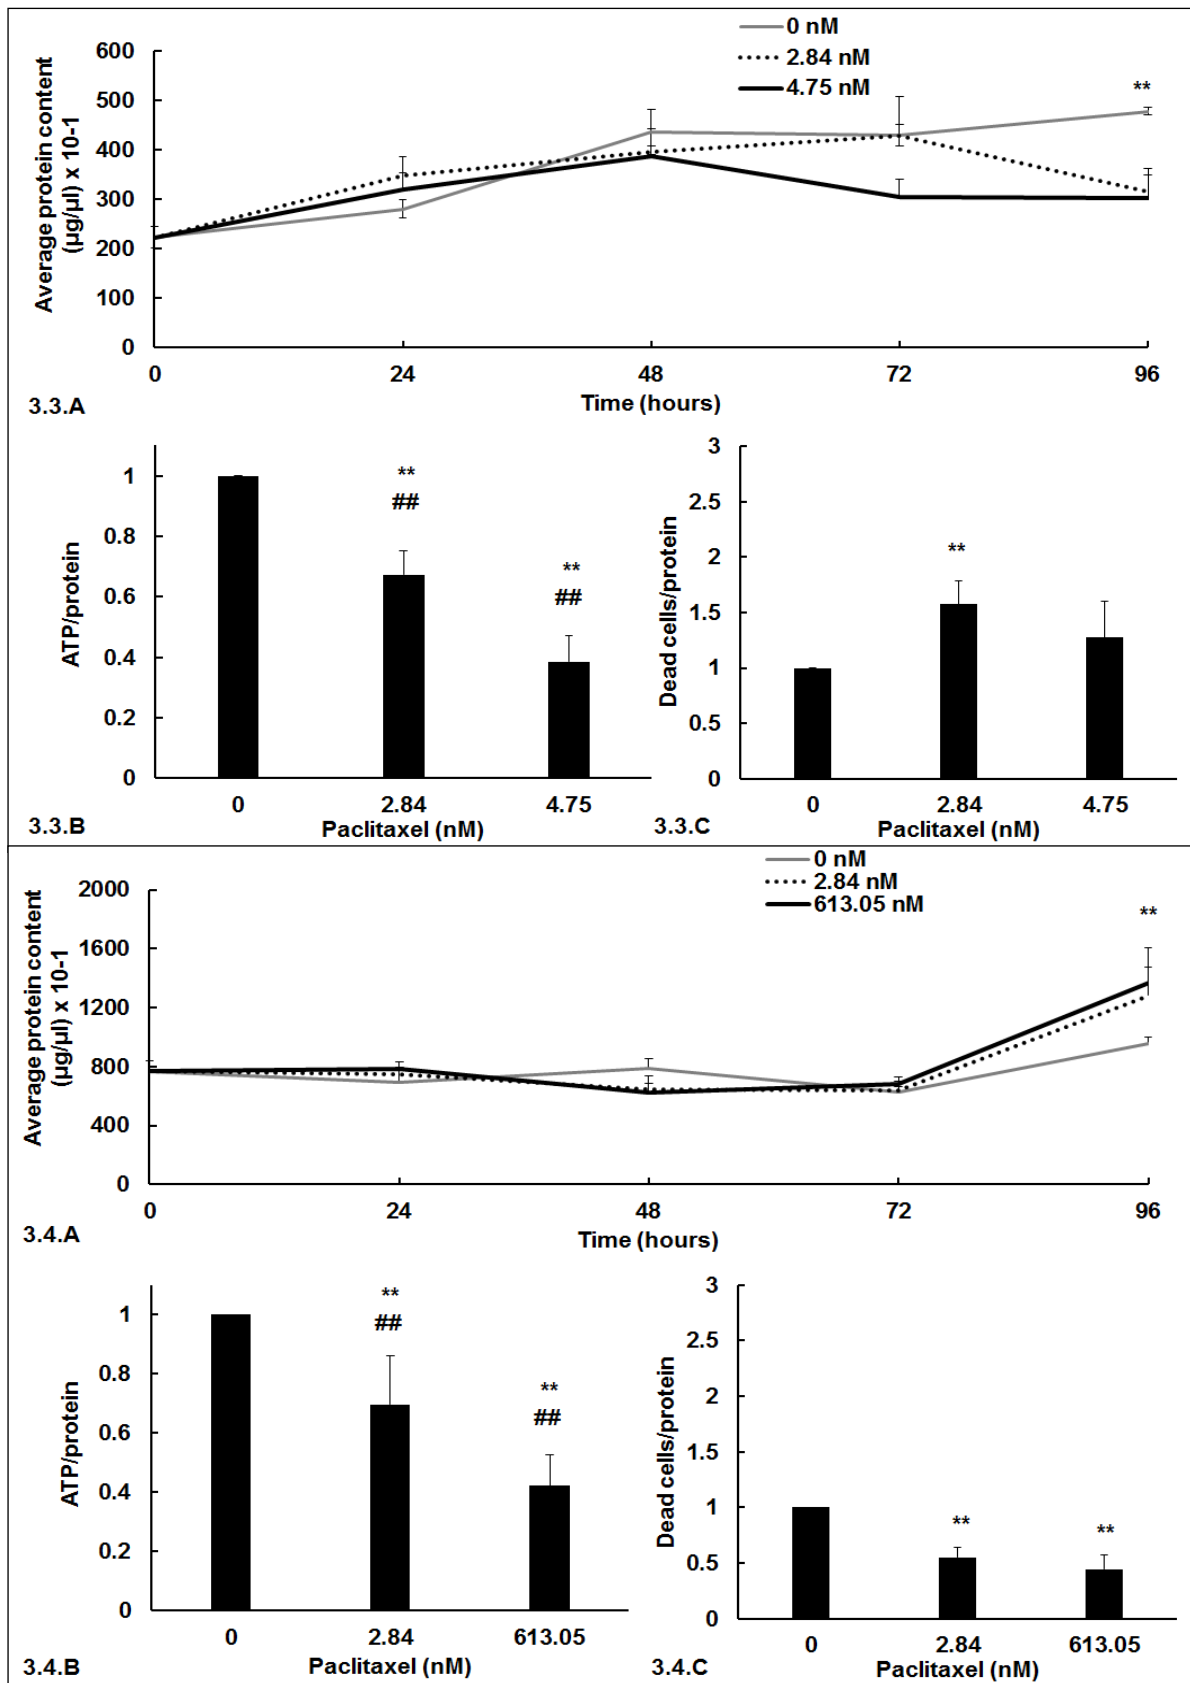 0 nM
2.84 nM
4.75 nM
Average protein content
(µg/µl) x 10-1
600
500
400
300
200
100
0
**
0
24
48
72
96
Time (hours)
3.3.A
ATP/protein
1
0.8
0.6
0.4
0.2
0
**
##
**
##
0
2.84
4.75
Paclitaxel (nM)
3.3.B
Dead cells/protein
3
2.5
2
1.5
1
0.5
0
**
0
2.84
4.75
Paclitaxel (nM)
3.3.C
0 nM
2.84 nM
613.05 nM
Average protein content
(µg/µl) x 10-1
2000
1600
1200
800
400
0
**
0
24
48
72
96
Time (hours)
3.4.A
ATP/protein
1
0.8
0.6
0.4
0.2
0
**
##
**
##
0
2.84
613.05
Paclitaxel (nM)
3.4.B
Dead cells/protein
3
2.5
2
1.5
1
0.5
0
**
**
0
2.84
613.05
Paclitaxel (nM)
3.4.C